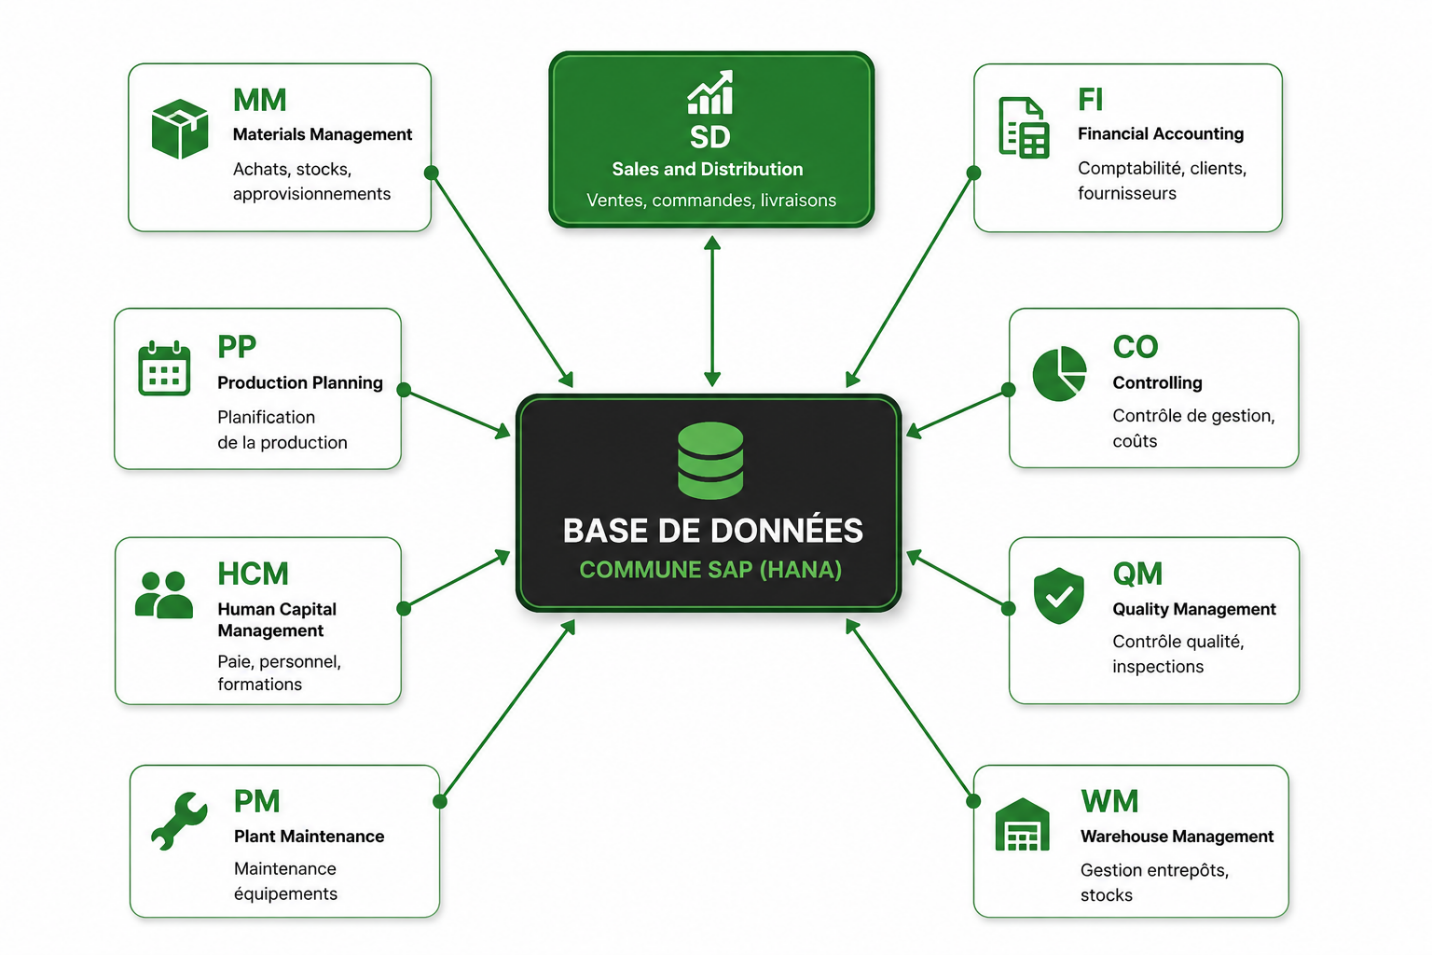 MM
Materials Management
Achats, stocks,
approvisionnements
SD
Sales and Distribution
Ventes, commandes, livraisons
FI
Financial Accounting
Comptabilité, clients,
fournisseurs
PP
Production Planning
Planification
de la production
CO
Controlling
Contrôle de gestion,
coûts
BASE DE DONNÉES
COMMUNE SAP (HANA)
HCM
Human Capital
Management
Paie, personnel,
formations
QM
Quality Management
Contrôle qualité,
inspections
PM
Plant Maintenance
Maintenance
équipements
WM
Warehouse Management
Gestion entrepôts,
stocks